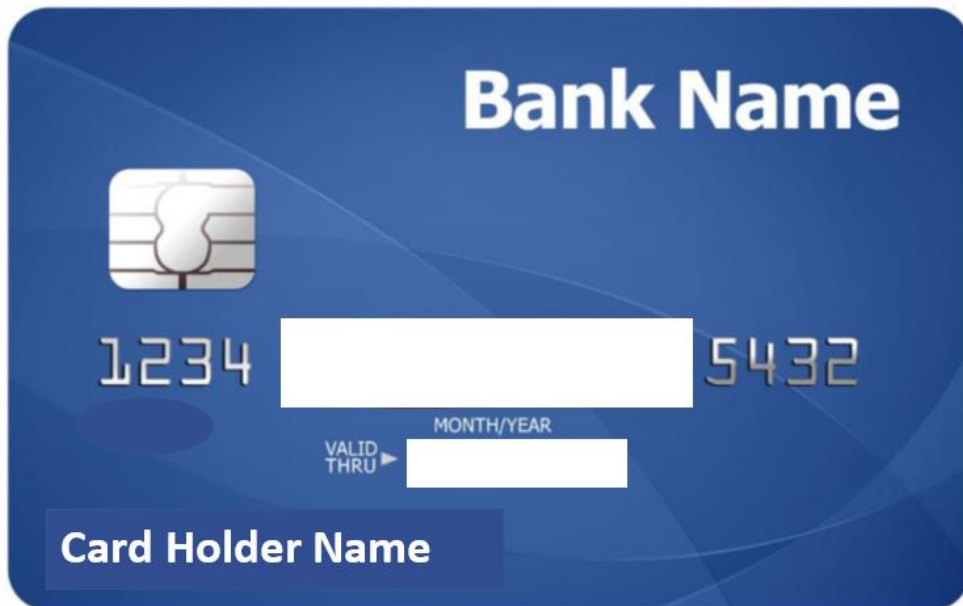 Bank Name
1234 5432
MONTH/YEAR
VALID
THRU
Card Holder Name